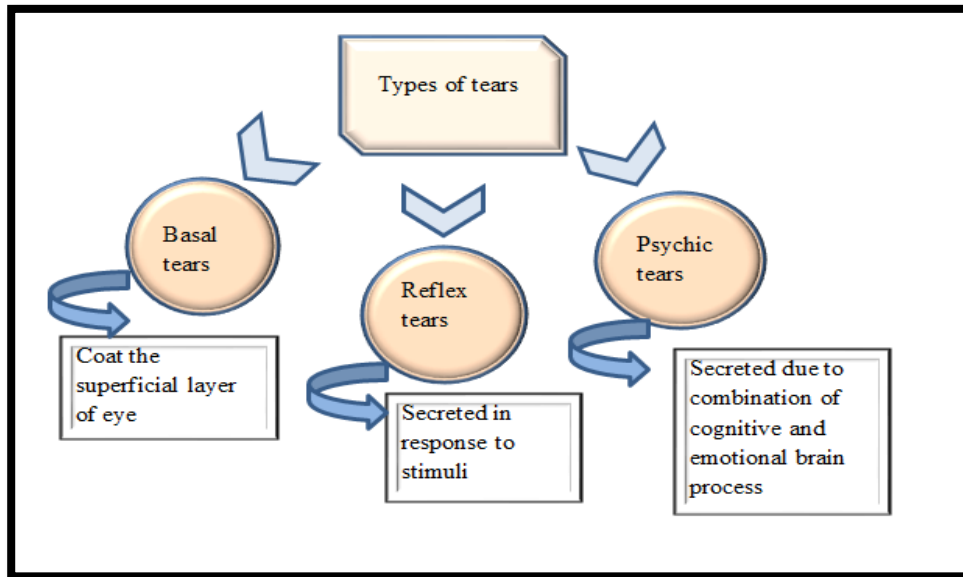 Types of tears
Basal
tears
Reflex
tears
Psychic
tears
Coat the
superficial layer
of eye
Secreted in
response to
stimuli
Secreted due to
combination of
cognitive and
emotional brain
process